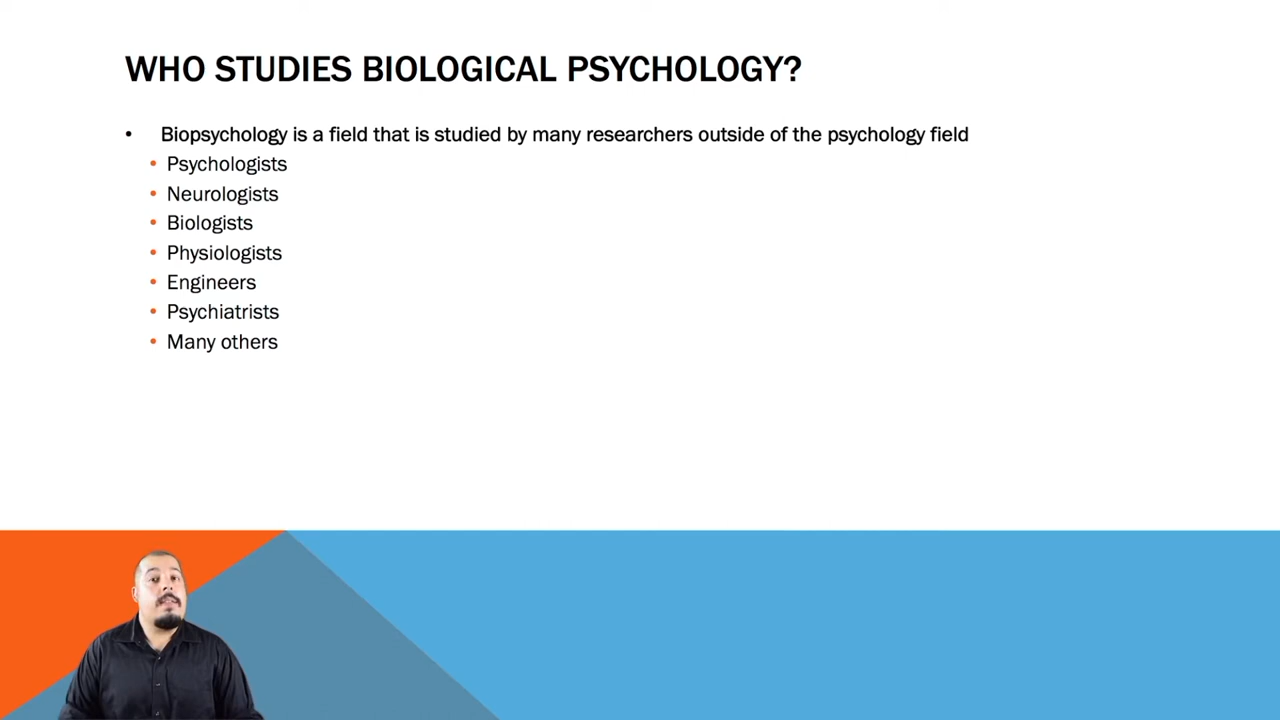 WHO STUDIES BIOLOGICAL PSYCHOLOGY?
• Biopsychology is a field that is studied by many researchers outside of the psychology field
• Psychologists
• Neurologists
• Biologists
• Physiologists
• Engineers
• Psychiatrists
• Many others